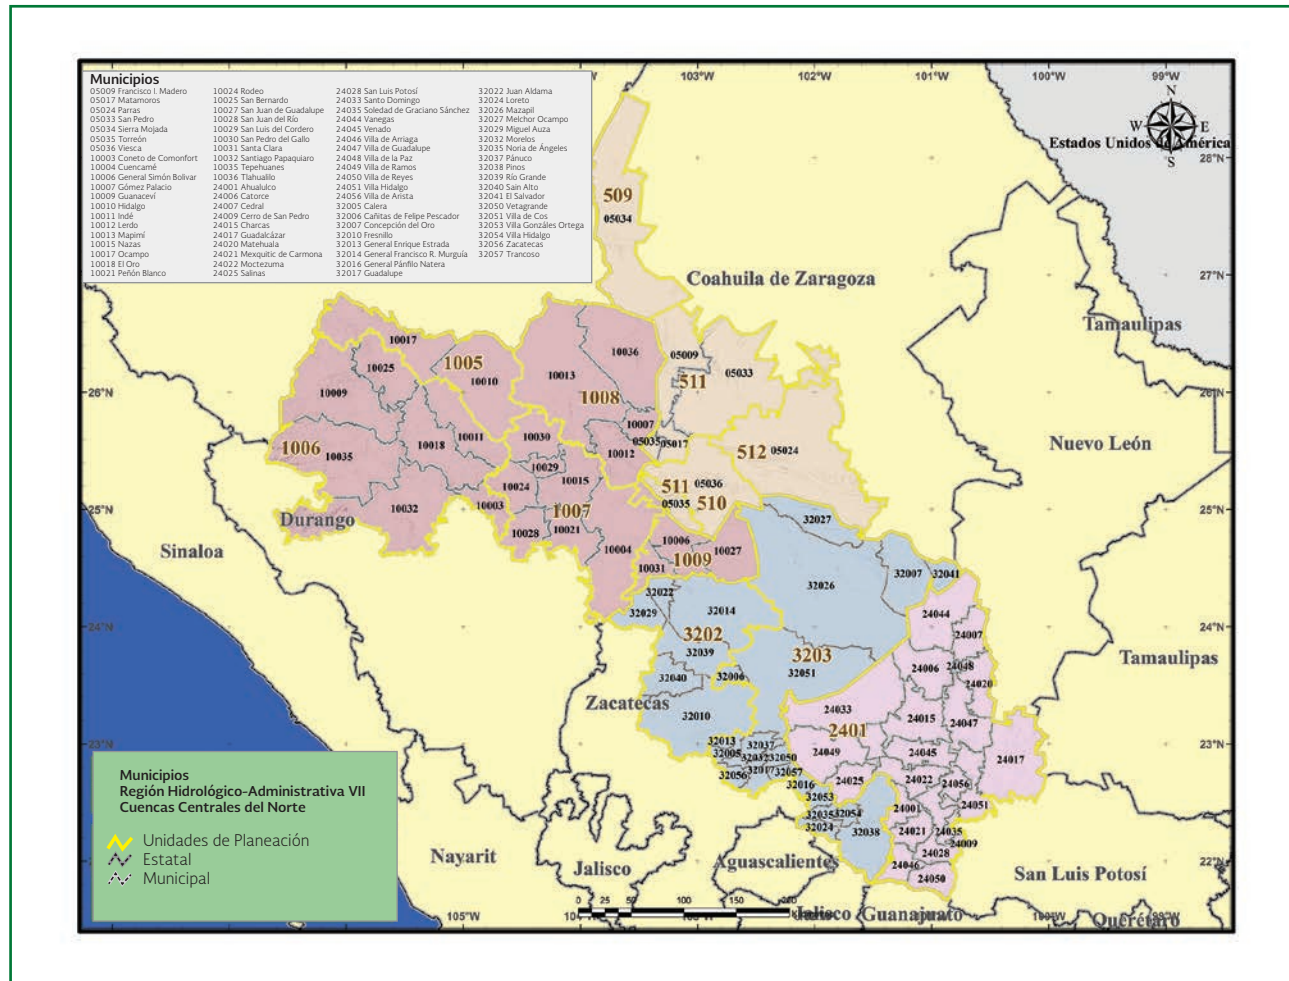 Municipios
05009 Francisco I. Madero
05017 Matamoros
05024 Parras
05033 San Pedro
05034 Sierra Mojada
05035 Torreón
05036 Viesca
10003 Coneto de Comonfort
10004 Cuencamé
10006 General Simón Bolivar
10007 Gómez Palacio
10009 Guanaceví
10010 Hidalgo
10011 Indé
10012 Lerdo
10013 Mapimí
10015 Nazas
10017 Ocampo
10018 El Oro
10021 Peñón Blanco
10024 Rodeo
10025 San Bernardo
10027 San Juan de Guadalupe
10028 San Juan del Río
10029 San Luis del Cordero
10030 San Pedro del Gallo
10031 Santa Clara
10032 Santiago Papaquiaro
10035 Tepehuanes
10036 Tlahualilo
24001 Ahualulco
24006 Catorce
24007 Cedral
24009 Cerro de San Pedro
24015 Charcas
24017 Guadalcázar
24020 Matehuala
24021 Mexquitic de Carmona
24022 Moctezuma
24025 Salinas
24028 San Luis Potosí
24033 Santo Domingo
24035 Soledad de Graciano Sánchez
24044 Vanegas
24045 Venado
24046 Villa de Arriaga
24047 Villa de Guadalupe
24048 Villa de la Paz
24049 Villa de Ramos
24050 Villa de Reyes
24051 Villa Hidalgo
24056 Villa de Arista
32005 Calera
32006 Cañitas de Felipe Pescador
32007 Concepción del Oro
32010 Fresnillo
32013 General Enrique Estrada
32014 General Francisco R. Murguía
32016 General Pánfilo Natera
32017 Guadalupe
32022 Juan Aldama
32024 Loreto
32026 Mazapil
32027 Melchor Ocampo
32029 Miguel Auza
32032 Morelos
32035 Noria de Ángeles
32037 Pánuco
32038 Pinos
32039 Río Grande
32040 Sain Alto
32041 El Salvador
32050 Vetagrande
32051 Villa de Cos
32053 Villa Gonzáles Ortega
32054 Villa Hidalgo
32056 Zacatecas
32057 Trancoso
103°W
102°W
101°W
100°W
99°W
N
W E
S
Estados Unidos de América
28°N
509
05034
27°N
Coahuila de Zaragoza
Tamaulipas
10017
1005
10036
05009
05033
10025
10010
10013
511
26°N
26°N
10009
1008
10007
10018
10011
10030
05035
05017
Nuevo León
1006
10035
10012
512
05024
10029
10015
511
05036
10024
05035
510
25°N
25°N
10032
10003
1007
Durango
10028
10021
32027
Sinaloa
10004
10006
10027
1009
10031
32007
32041
32026
32022
32029
32014
24044
24°N
24°N
3202
24007
32039
3203
24006
24048
Tamaulipas
32040
32006
32051
24020
Zacatecas
32010
24033
24015
24047
2401
23°N
23°N
32013
32037
32005
32032
32050
24049
24045
24017
32056
32017
32057
32016
24025
24022
24056
32053
24001
24051
32035
32054
32024
32038
24021
24035
24009
24028
Nayarit
Jalisco
Aguascalientes
24046
24050
22°N
San Luis Potosí
105°W
Jalisco
Guanajuato
Querétaro
0 25 50 100 150
Municipios
Región Hidrológico-Administrativa VII
Cuencas Centrales del Norte
Unidades de Planeación
Estatal
Municipal